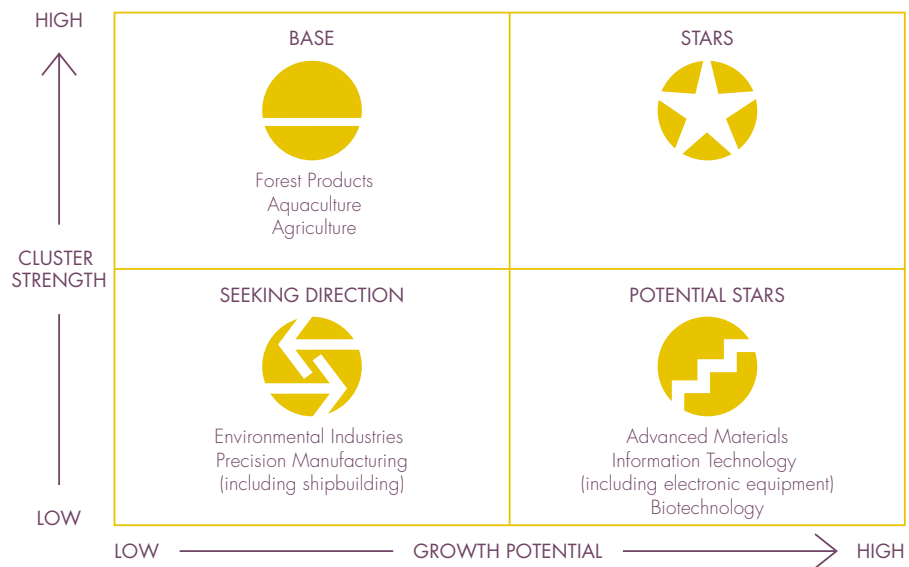 HIGH
BASE
STARS
Forest Products
Aquaculture
Agriculture
CLUSTER
STRENGTH
SEEKING DIRECTION
POTENTIAL STARS
Environmental Industries
Precision Manufacturing
(including shipbuilding)
Advanced Materials
Information Technology
(including electronic equipment)
Biotechnology
LOW
LOW
GROWTH POTENTIAL
HIGH